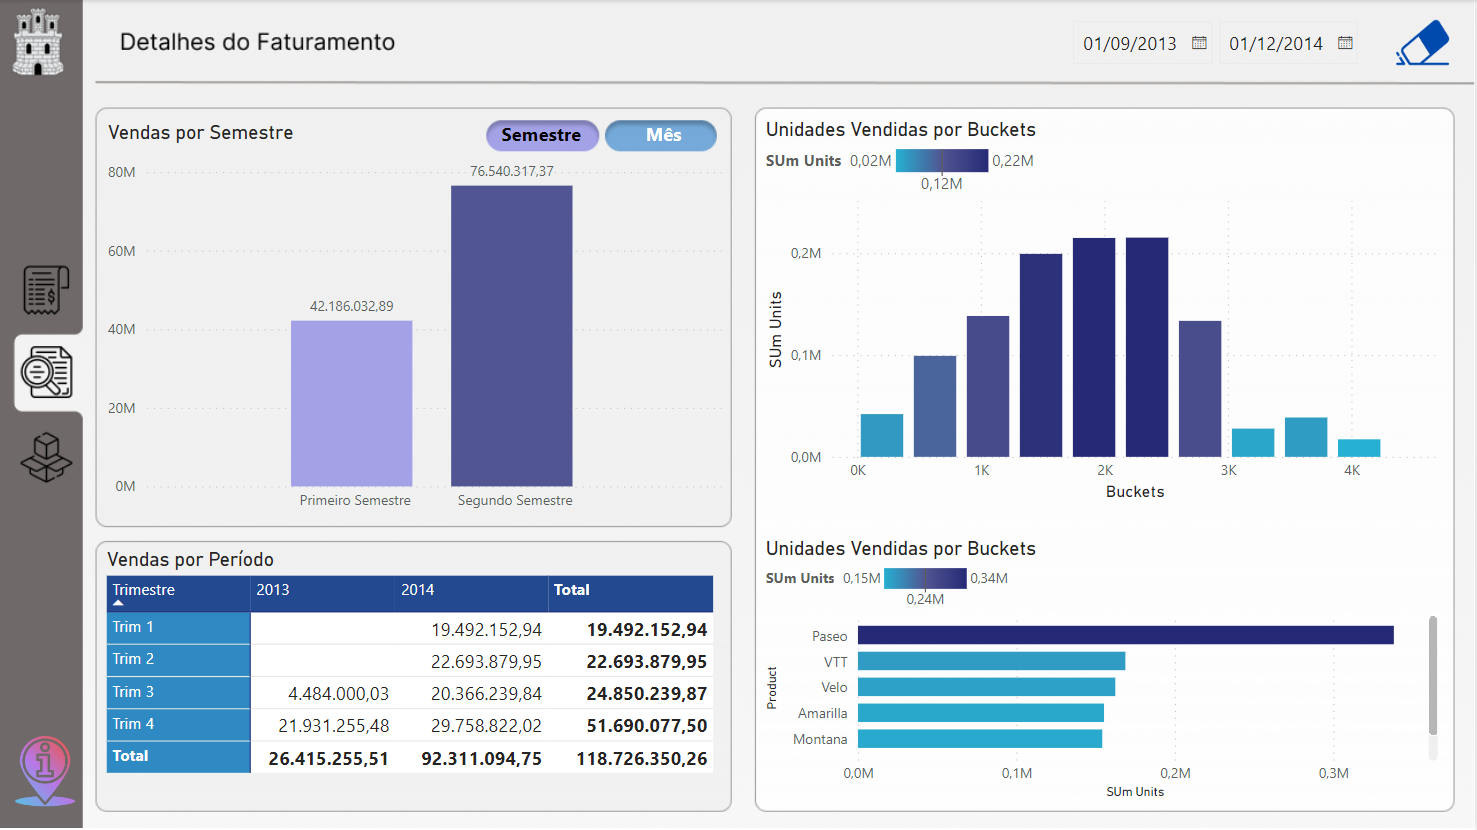 Detalhes do Faturamento
01/09/2013
01/12/2014
Vendas por Semestre
Semestre
Mês
80M
60M
40M
20M
0M
76.540.317,37
42.186.032,89
Primeiro Semestre
Segundo Semestre
Vendas por Período
Trimestre 2013 2014 Total
Trim 1 19.492.152,94 19.492.152,94
Trim 2 22.693.879,95 22.693.879,95
Trim 3 4.484.000,03 20.366.239,84 24.850.239,87
Trim 4 21.931.255,48 29.758.822,02 51.690.077,50
Total 26.415.255,51 92.311.094,75 118.726.350,26
Unidades Vendidas por Buckets
SUm Units 0,02M 0,22M
0,12M
SUm Units
0,2M
0,1M
0,0M
0K 1K 2K 3K 4K
Buckets
Unidades Vendidas por Buckets
SUm Units 0,15M 0,34M
0,24M
Product
Paseo
VTT
Velo
Amarilla
Montana
0,0M 0,1M 0,2M 0,3M
SUm Units